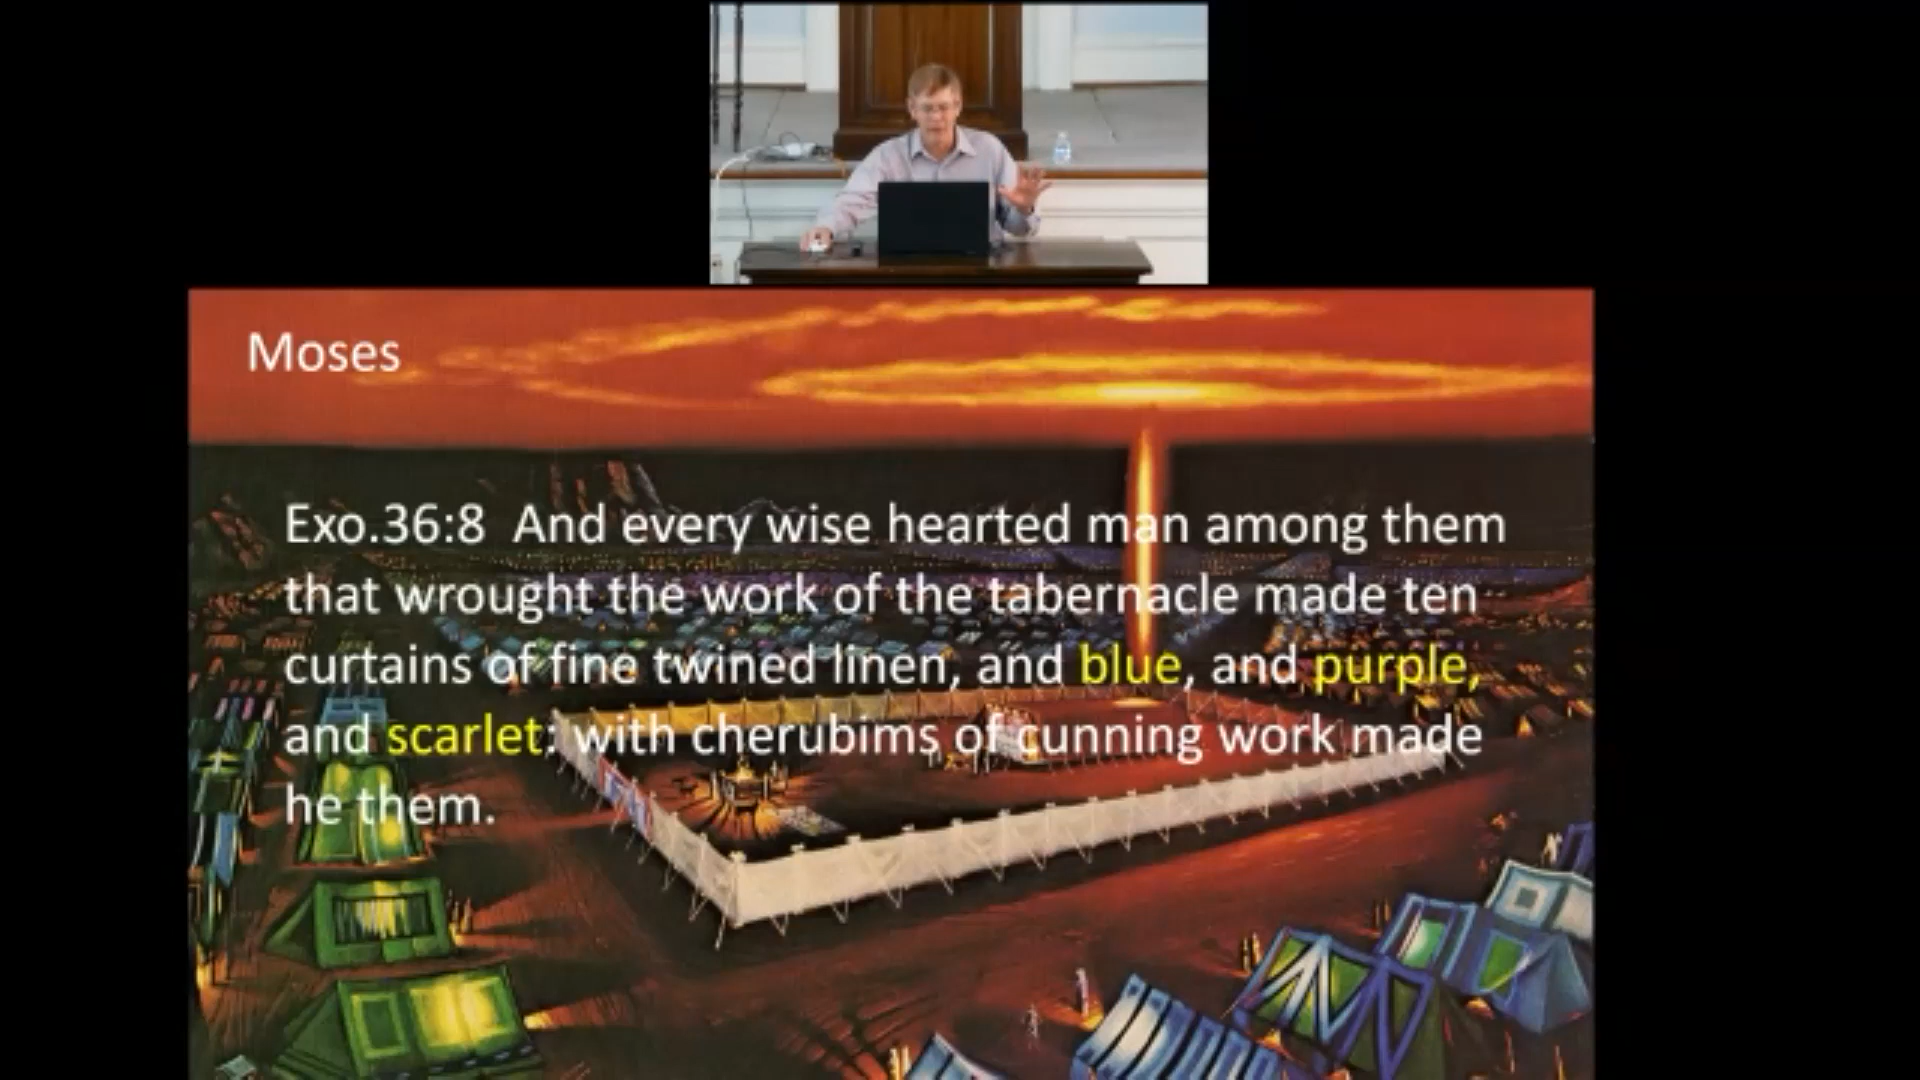 Moses
Exo.36:8 And every wise hearted man among them
that wrought the work of the tabernacle made ten
curtains of fine twined linen, and blue, and purple,
and scarlet: with cherubims of cunning work made
he them.